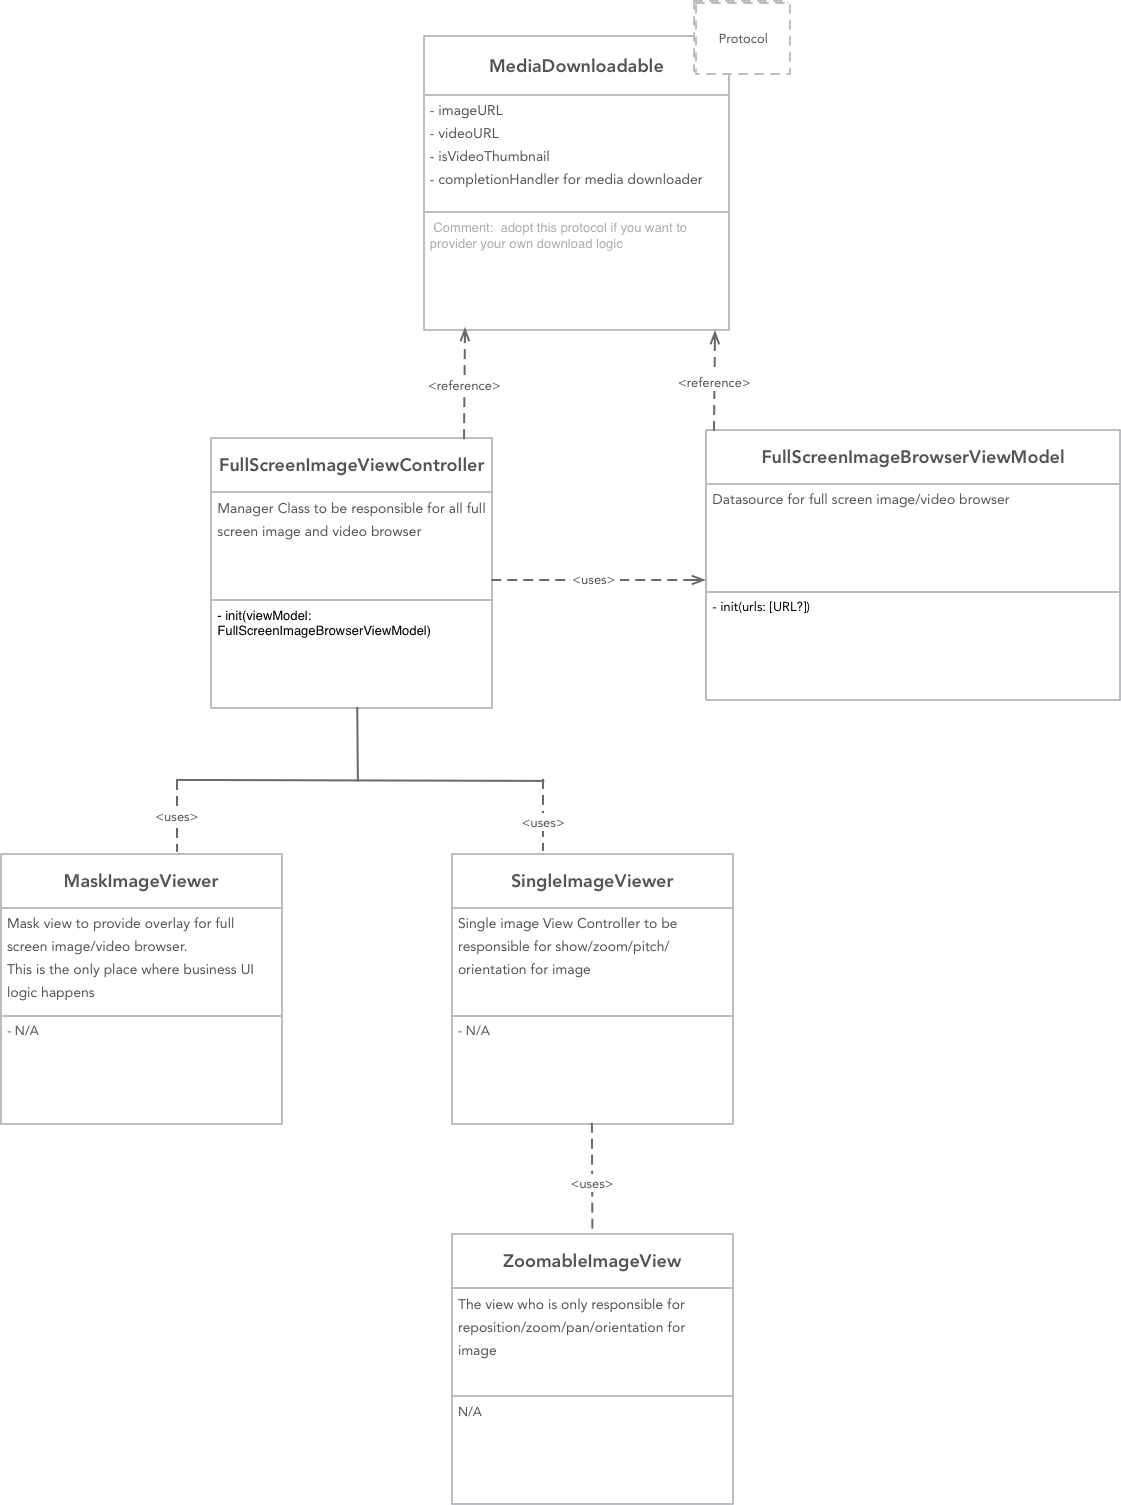 Protocol
MediaDownloadable
- imageURL
- videoURL
- isVideoThumbnail
- completionHandler for media downloader
Comment:  adopt this protocol if you want to
provider your own download logic
<reference>
<reference>
FullScreenImageViewController
Manager Class to be responsible for all full
screen image and video browser
- init(viewModel:
FullScreenImageBrowserViewModel)
<uses>
FullScreenImageBrowserViewModel
Datasource for full screen image/video browser
- init(urls: [URL?])
<uses>
<uses>
MaskImageViewer
Mask view to provide overlay for full
screen image/video browser.
This is the only place where business UI
logic happens
- N/A
SingleImageViewer
Single image View Controller to be
responsible for show/zoom/pitch/
orientation for image
- N/A
<uses>
ZoomableImageView
The view who is only responsible for
reposition/zoom/pan/orientation for
image
N/A